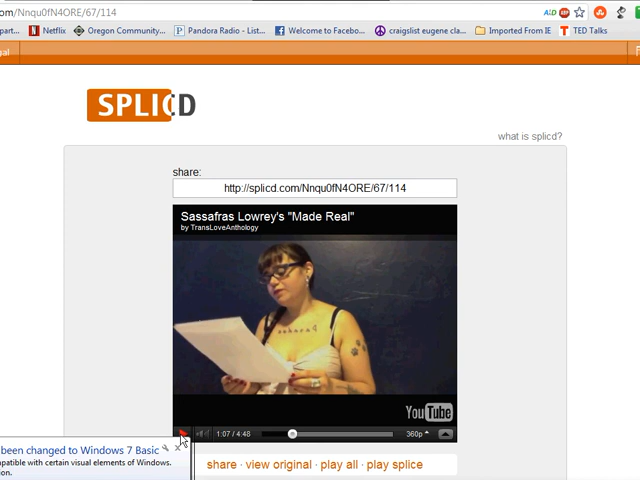 om/Nnqu0fN4ORE/67/114
Netflix Oregon Community... Pandora Radio - List... Welcome to Facebo... craigslist eugene cla... Imported From IE TED Talks
gal
SPLICD
what is splicd?
share:
http://splicd.com/Nnqu0fN4ORE/67/114
Sassafras Lowrey's "Made Real"
by TransLoveAnthology
YouTube
1:07 / 4:48 360p
been changed to Windows 7 Basic
patible with certain visual elements of Windows.
ion.
share · view original · play all · play splice